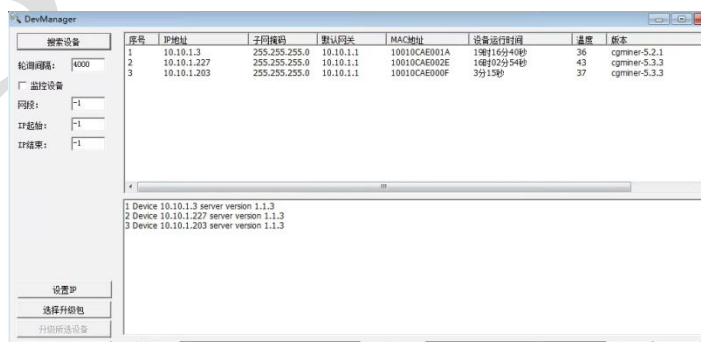 DevManager
搜索设备
轮询间隔: 4000
监控设备
网段: -1
IP起始: -1
IP结束: -1
序号 IP地址 子网掩码 默认网关 MAC地址 设备运行时间 温度 版本
1 10.10.1.3 255.255.255.0 10.10.1.1 10010CAE001A 19时16分40秒 36 cgminer-5.2.1
2 10.10.1.227 255.255.255.0 10.10.1.1 10010CAE002E 16时02分54秒 43 cgminer-5.3.3
3 10.10.1.203 255.255.255.0 10.10.1.1 10010CAE000F 3分15秒 37 cgminer-5.3.3
1 Device 10.10.1.3 server version 1.1.3
2 Device 10.10.1.227 server version 1.1.3
3 Device 10.10.1.203 server version 1.1.3
设置IP
选择升级包
升级所选设备